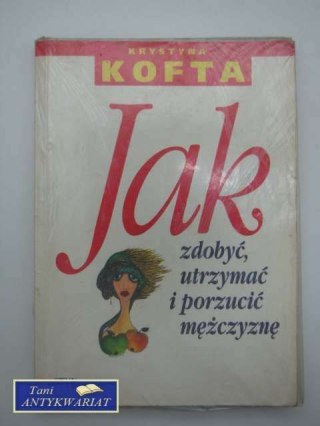 KRYSTYNA
KOFTA
Jak
zdobyć,
utrzymać
i porzucić
mężczyznę
Tani
ANTYKWARIAT